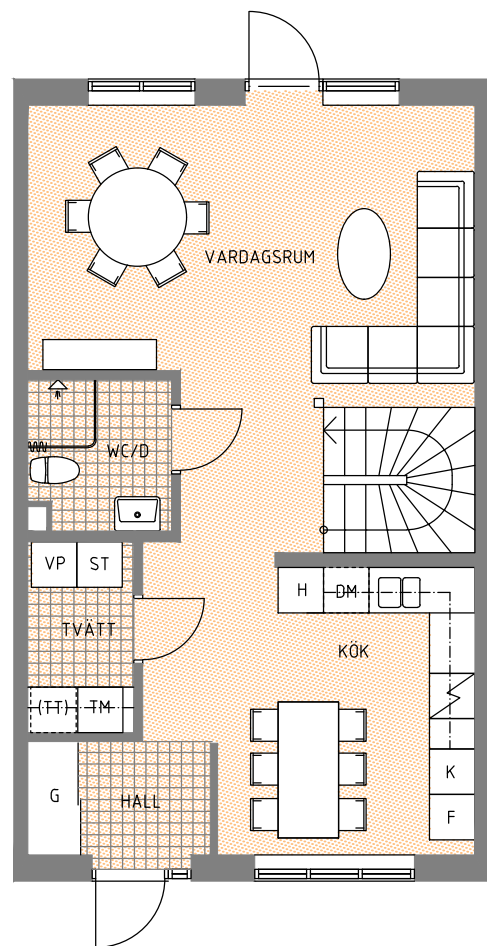 VARDAGSRUM
WC/D
VP ST
TVÄTT
(TT) TM
H DM
KÖK
K
F
G
HALL